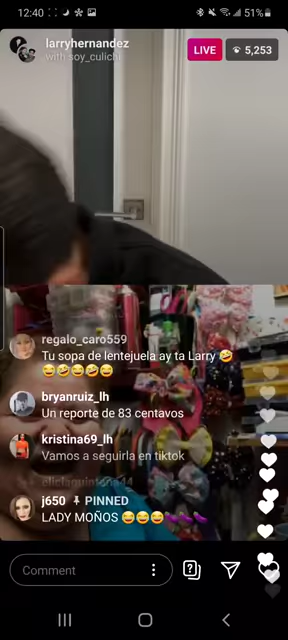 12:40
51%
larryhernandez
LIVE
5,253
with soy_culichi
regalo_caro559
Tu sopa de lentejuela ay ta Larry 🤣
😂🤣😂🤣😂
bryanruiz_lh
Un reporte de 83 centavos
kristina69_lh
Vamos a seguirla en tiktok
eliciaquintana44
j650 📌 PINNED
LADY MOÑOS 😂😂😂🍆🍆🍆
Comment